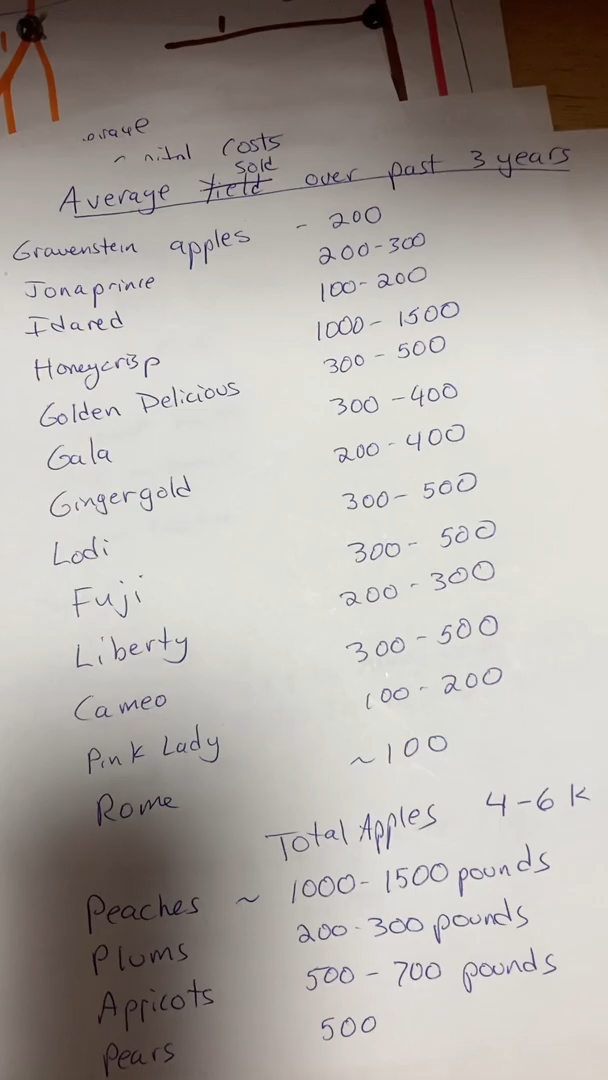 costs
sold
Average yield over past 3 years
Gravenstein apples - 200
Jonaprince 200-300
Idared 100-200
Honeycrisp 1000-1500
Golden Delicious 300-500
Gala 300-400
Gingergold 200-400
Lodi 300-500
Fuji 300-500
Liberty 200-300
Cameo 300-500
Pink Lady 100-200
Rome ~100
Total Apples 4-6K
Peaches ~ 1000-1500 pounds
Plums 200-300 pounds
Apricots 500-700 pounds
Pears 500